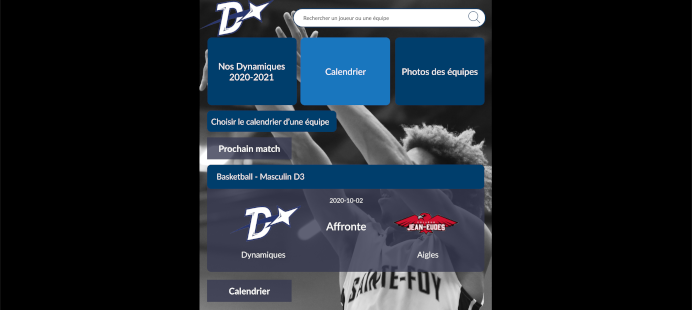 D
Rechercher un joueur ou une équipe
Nos Dynamiques
2020-2021
Calendrier
Photos des équipes
Choisir le calendrier d'une équipe
Prochain match
Basketball - Masculin D3
2020-10-02
D
Affronte
JEAN-EUDES
Dynamiques
Aigles
SAINTE-FOY
Calendrier